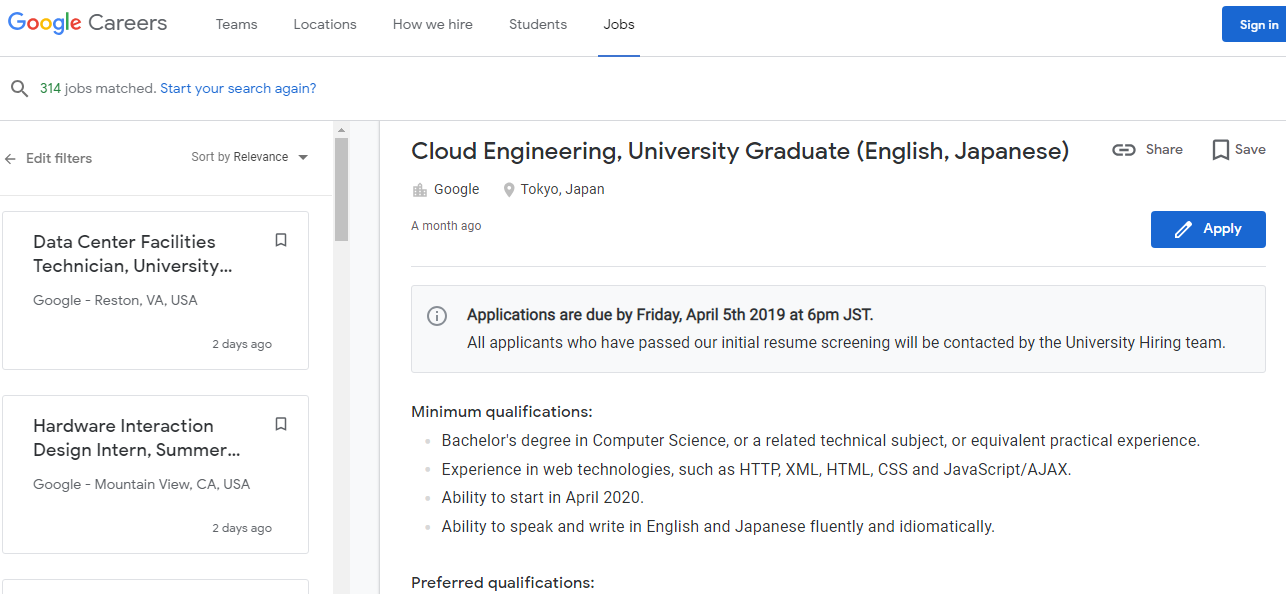 Google Careers
Teams
Locations
How we hire
Students
Jobs
Sign in
314 jobs matched. Start your search again?
Edit filters
Sort by Relevance
Data Center Facilities
Technician, University...
Google - Reston, VA, USA
2 days ago
Hardware Interaction
Design Intern, Summer...
Google - Mountain View, CA, USA
2 days ago
Cloud Engineering, University Graduate (English, Japanese)
Share
Save
Google
Tokyo, Japan
A month ago
Apply
Applications are due by Friday, April 5th 2019 at 6pm JST.
All applicants who have passed our initial resume screening will be contacted by the University Hiring team.
Minimum qualifications:
Bachelor's degree in Computer Science, or a related technical subject, or equivalent practical experience.
Experience in web technologies, such as HTTP, XML, HTML, CSS and JavaScript/AJAX.
Ability to start in April 2020.
Ability to speak and write in English and Japanese fluently and idiomatically.
Preferred qualifications: